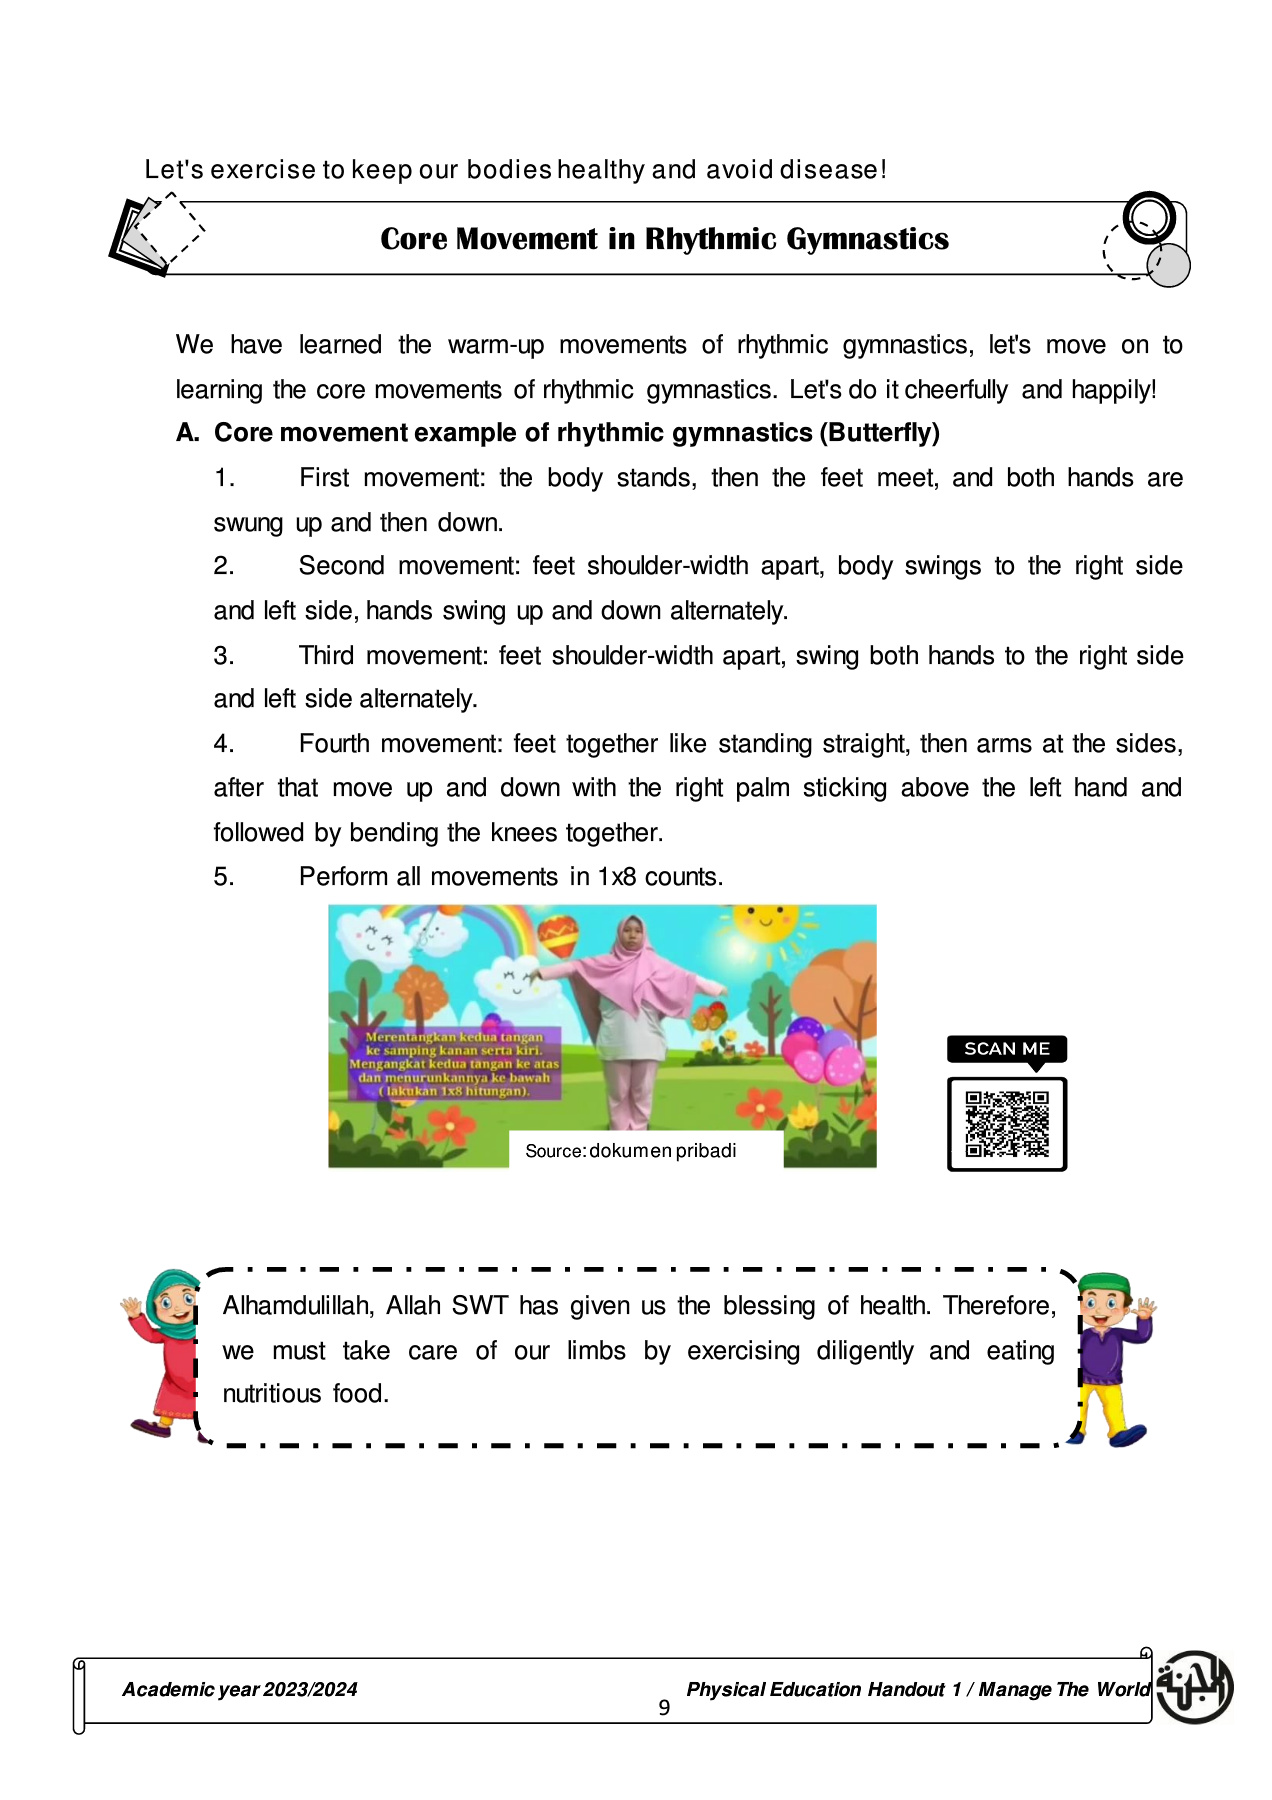 Let's exercise to keep our bodies healthy and avoid disease!
Core Movement in Rhythmic Gymnastics
We have learned the warm-up movements of rhythmic gymnastics, let's move on to
learning the core movements of rhythmic gymnastics. Let's do it cheerfully and happily!
A. Core movement example of rhythmic gymnastics (Butterfly)
1. First movement: the body stands, then the feet meet, and both hands are
swung up and then down.
2. Second movement: feet shoulder-width apart, body swings to the right side
and left side, hands swing up and down alternately.
3. Third movement: feet shoulder-width apart, swing both hands to the right side
and left side alternately.
4. Fourth movement: feet together like standing straight, then arms at the sides,
after that move up and down with the right palm sticking above the left hand and
followed by bending the knees together.
5. Perform all movements in 1x8 counts.
Merentangkan kedua tangan
ke samping kanan serta kiri.
Mengangkat kedua tangan ke atas
dan menurunkannya ke bawah
( lakukan 1x8 hitungan).
Source: dokumen pribadi
SCAN ME
Alhamdulillah, Allah SWT has given us the blessing of health. Therefore,
we must take care of our limbs by exercising diligently and eating
nutritious food.
Academic year 2023/2024
Physical Education Handout 1 / Manage The World
9